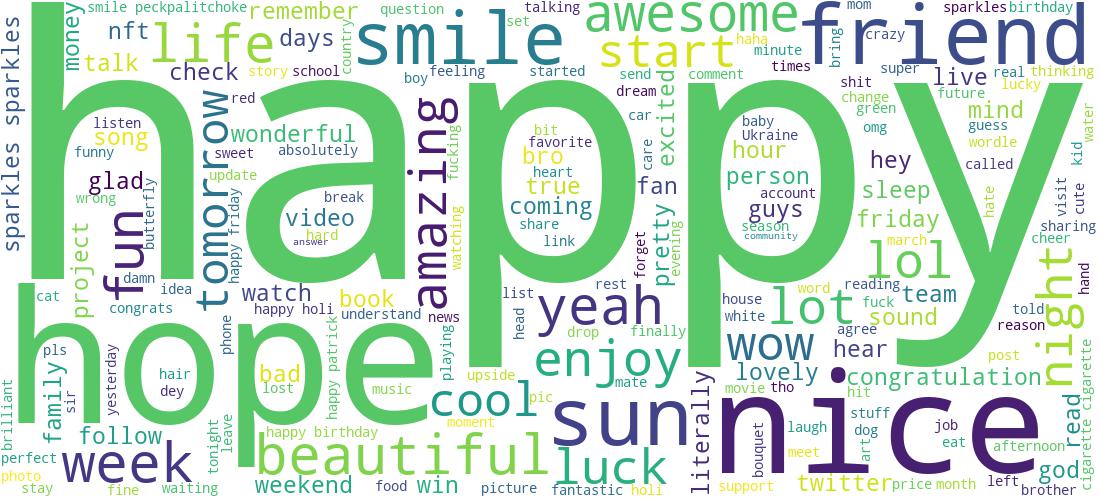 smile peckpalitchoke
remember
question
talking
awesome
friend
mom
sparkles
birthday
sparkles sparkles
money
nft
life
days
smile
set
start
haha
bring
crazy
talk
check
story
school
country
boy
feeling
started
send
comment
minute
times
super
live
real
thinking
lucky
happy
listen
song
funny
red
wonderful
sweet
absolutely
update
tomorrow
amazing
fucking
watching
bit
favorite
bro
heart
true
coming
share
link
dream
car
care
excited
fan
pretty
evening
forget
baby
Ukraine
hour
person
account
guys
season
community
shit
change
green
omg
hey
sleep
friday
march
lol
future
mind
guess
wordle
called
hate
kid
water
visit
cute
sharing
cheer
glad
wrong
fun
butterfly
project
damn
idea
congrats
happy friday
break
video
hard
answer
cat
hope
watch
happy holi
book
understand
news
list
head
yeah
rest
drop
finally
house
white
lot
word
reading
fuck
team
sound
agree
wow
hear
told
reason
night
hand
post
cigarette cigarette
phone
happy patrick
playing
upside
enjoy
mate
lovely
movie
tho
congratulation
hit
pls
family
sir
yesterday
hair
dey
bad
lost
music
cool
pic
moment
sun
literally
nice
stuff
dog
art
laugh
meet
bouquet
job
eat
afternoon
read
god
brilliant
perfect
photo
stay
follow
week
fine
waiting
tonight
leave
happy birthday
beautiful
weekend
food
win
picture
luck
fantastic
holi
support
twitter
price
month
left
brother